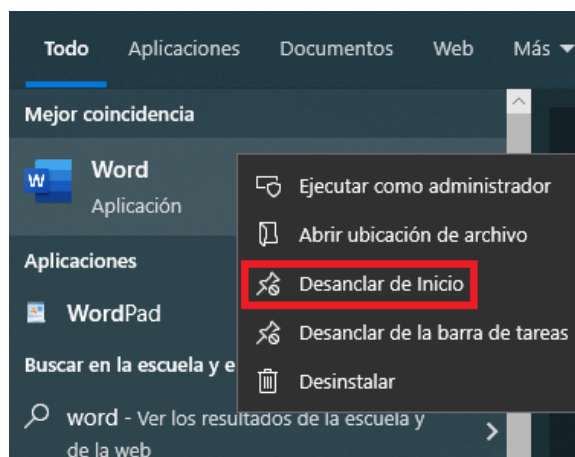 Todo Aplicaciones Documentos Web Más
Mejor coincidencia
W Word
Aplicación
Ejecutar como administrador
Abrir ubicación de archivo
Aplicaciones
Desanclar de Inicio
WordPad
Desanclar de la barra de tareas
Buscar en la escuela y e
Desinstalar
word - Ver los resultados de la escuela y
de la web